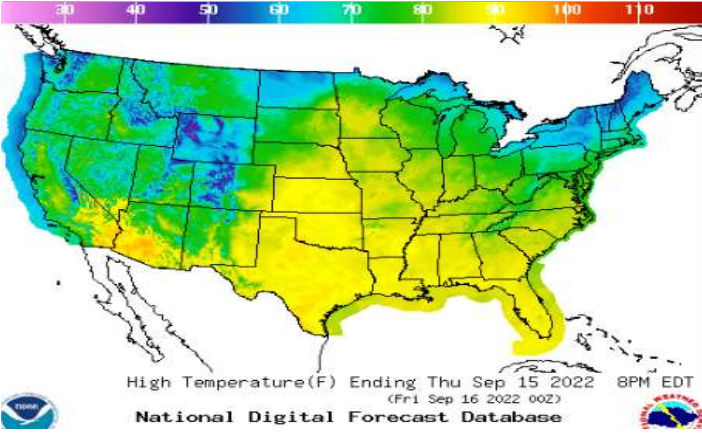 30 40 50 60 70 80 90 100 110
High Temperature(F) Ending Thu Sep 15 2022 8PM EDT
(Fri Sep 16 2022 00Z)
National Digital Forecast Database